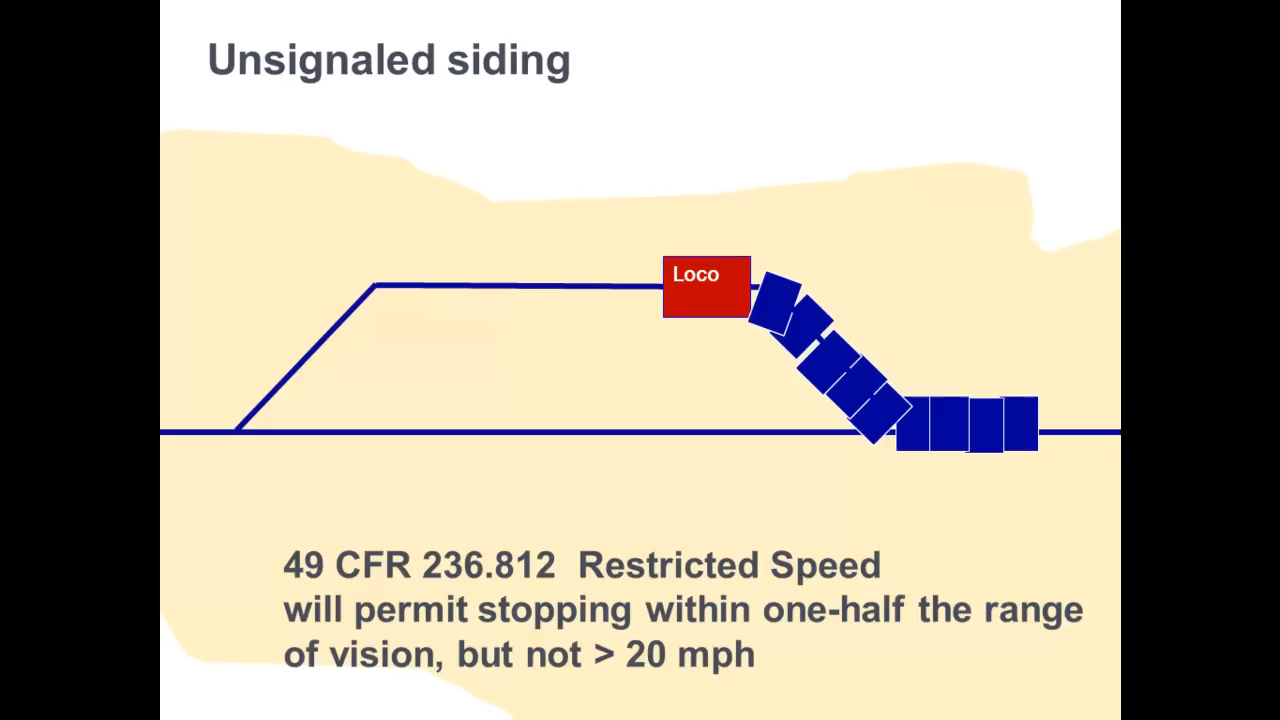 Unsignaled siding
Loco
49 CFR 236.812 Restricted Speed
will permit stopping within one-half the range
of vision, but not > 20 mph